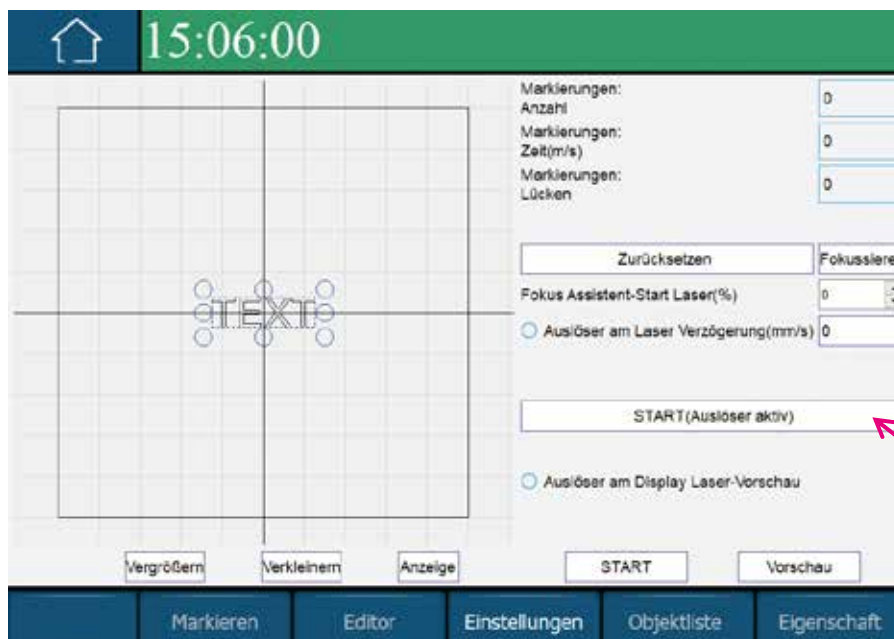 15:06:00
Markierungen:
Anzahl
0
Markierungen:
Zeit(m/s)
0
Markierungen:
Lücken
0
TEXT
Zurücksetzen Fokussiere
Fokus Assistent-Start Laser(%) 0
Auslöser am Laser Verzögerung(mm/s) 0
START(Auslöser aktiv)
Auslöser am Display Laser-Vorschau
Vergrößern Verkleinern Anzeige START Vorschau
Markieren Editor Einstellungen Objektliste Eigenschaft